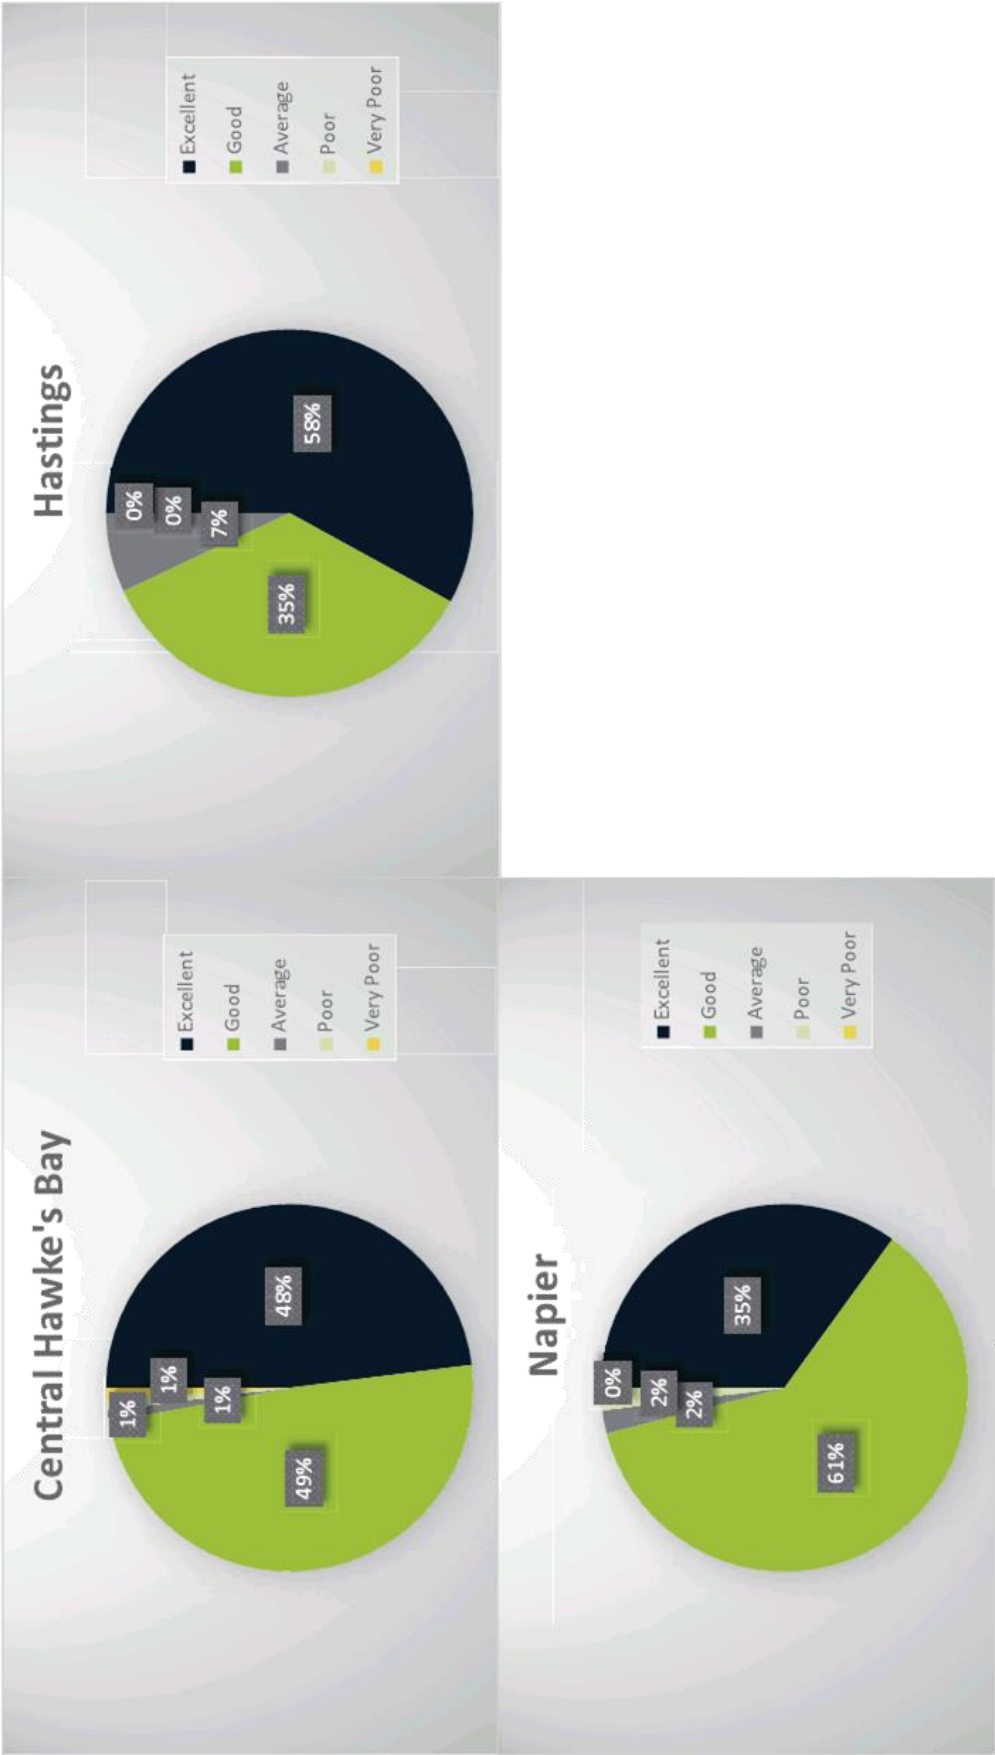 Central Hawke's Bay
1%
1%
1%
48%
49%
Excellent
Good
Average
Poor
Very Poor
Hastings
0%
0%
7%
58%
35%
Excellent
Good
Average
Poor
Very Poor
Napier
0%
2%
2%
35%
61%
Excellent
Good
Average
Poor
Very Poor